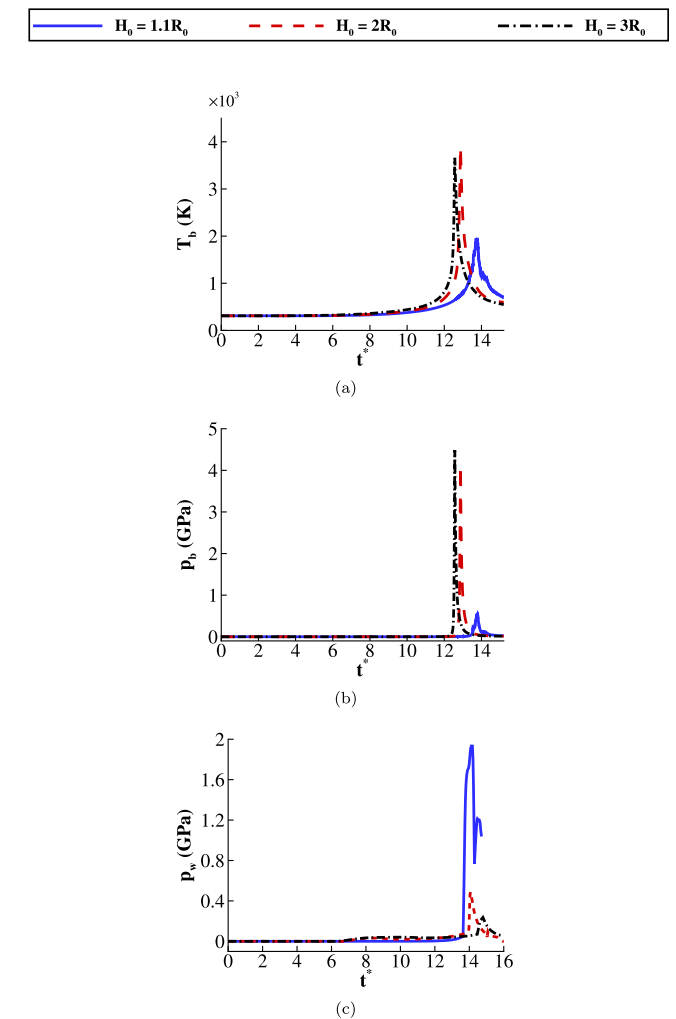 H₀ = 1.1R₀ H₀ = 2R₀ H₀ = 3R₀
×10³
4
3
2
1
0
T_b (K)
0 2 4 6 8 10 12 14
t*
(a)
5
4
3
2
1
0
p_b (GPa)
0 2 4 6 8 10 12 14
t*
(b)
2
1.6
1.2
0.8
0.4
0
p_w (GPa)
0 2 4 6 8 10 12 14 16
t*
(c)